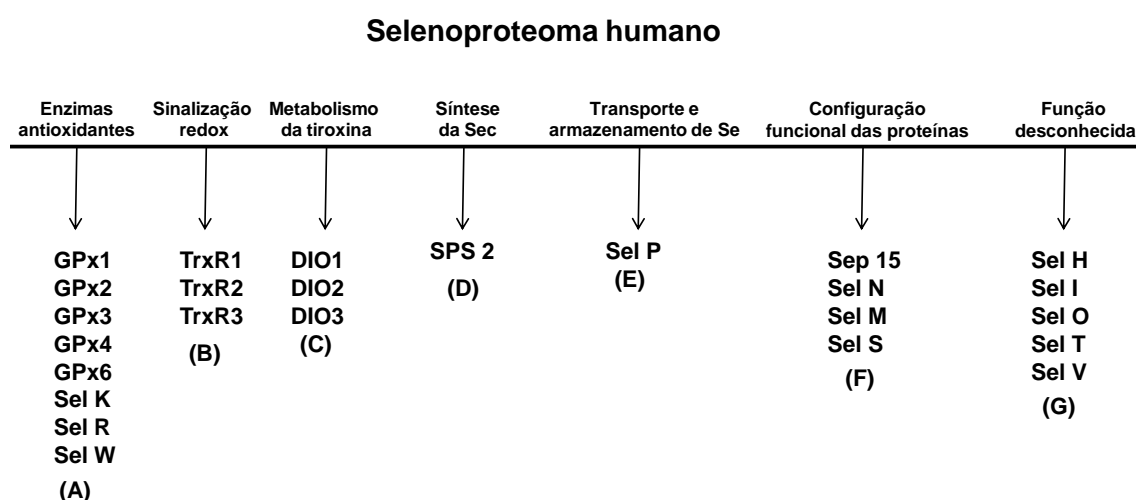 Selenoproteoma humano
Enzimas
antioxidantes
Sinalização
redox
Metabolismo
da tiroxina
Síntese
da Sec
Transporte e
armazenamento de Se
Configuração
funcional das proteínas
Função
desconhecida
GPx1
GPx2
GPx3
GPx4
GPx6
Sel K
Sel R
Sel W
(A)
TrxR1
TrxR2
TrxR3
(B)
DIO1
DIO2
DIO3
(C)
SPS 2
(D)
Sel P
(E)
Sep 15
Sel N
Sel M
Sel S
(F)
Sel H
Sel I
Sel O
Sel T
Sel V
(G)